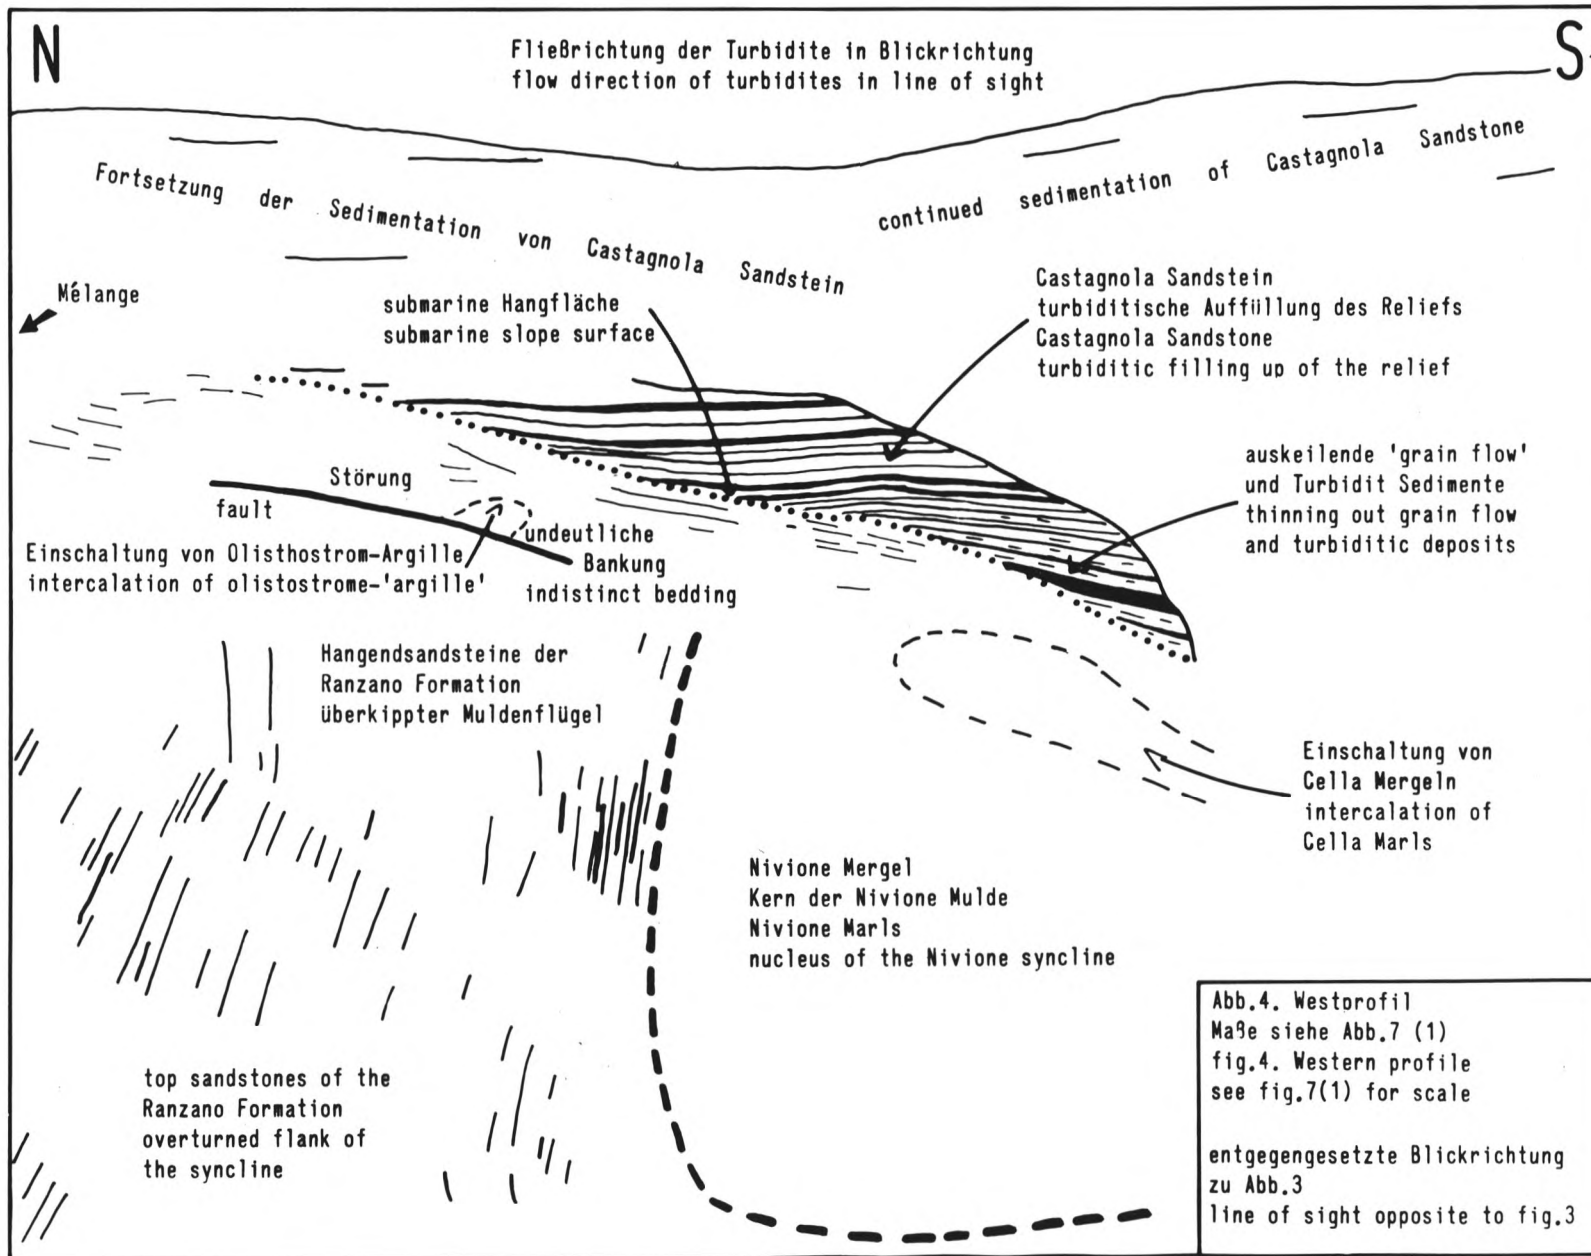 N
S
Fließrichtung der Turbidite in Blickrichtung
flow direction of turbidites in line of sight
Fortsetzung der Sedimentation von Castagnola Sandstein
continued sedimentation of Castagnola Sandstone
Mélange
submarine Hangfläche
submarine slope surface
Castagnola Sandstein
turbiditische Auffüllung des Reliefs
Castagnola Sandstone
turbiditic filling up of the relief
auskeilende 'grain flow'
und Turbidit Sedimente
thinning out grain flow
and turbiditic deposits
Störung
fault
Einschaltung von Olisthostrom-Argille
intercalation of olistostrome-'argille'
undeutliche
Bankung
indistinct bedding
Hangendsandsteine der
Ranzano Formation
überkippter Muldenflügel
Einschaltung von
Cella Mergeln
intercalation of
Cella Marls
Nivione Mergel
Kern der Nivione Mulde
Nivione Marls
nucleus of the Nivione syncline
top sandstones of the
Ranzano Formation
overturned flank of
the syncline
Abb.4. Westprofil
Maße siehe Abb.7 (1)
fig.4. Western profile
see fig.7(1) for scale
entgegengesetzte Blickrichtung
zu Abb.3
line of sight opposite to fig.3